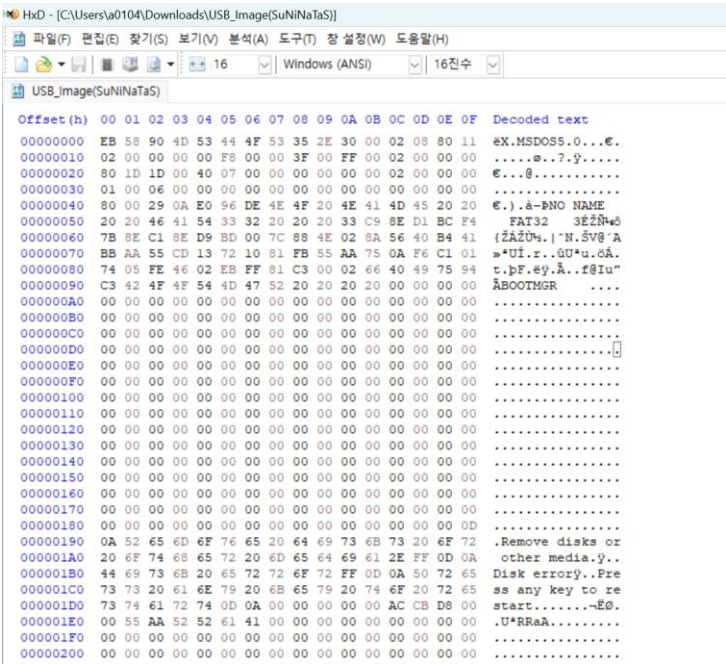 HxD - [C:\Users\a0104\Downloads\USB_Image(SuNiNaTaS)]
파일(F) 편집(E) 찾기(S) 보기(V) 분석(A) 도구(T) 창 설정(W) 도움말(H)
16 Windows (ANSI) 16진수
USB_Image(SuNiNaTaS)
Offset(h) 00 01 02 03 04 05 06 07 08 09 0A 0B 0C 0D 0E 0F Decoded text
00000000 EB 58 90 4D 53 44 4F 53 35 2E 30 00 02 08 80 11 ëX.MSDOS5.0...€.
00000010 02 00 00 00 00 F8 00 00 3F 00 FF 00 02 00 00 00 .....ø..?.ÿ.....
00000020 80 1D 1D 00 40 07 00 00 00 00 00 00 02 00 00 00 €...@...........
00000030 01 00 06 00 00 00 00 00 00 00 00 00 00 00 00 00 ................
00000040 80 00 29 0A E0 96 DE 4E 4F 20 4E 41 4D 45 20 20 €.).à–ÞNO NAME
00000050 20 20 46 41 54 33 32 20 20 20 33 C9 8E D1 BC F4 FAT32 3ÉŽÑ¼ô
00000060 7B 8E C1 8E D9 BD 00 7C 88 4E 02 8A 56 40 B4 41 {ŽÁŽÙ½.|ˆN.ŠV@´A
00000070 BB AA 55 CD 13 72 10 81 FB 55 AA 75 0A F6 C1 01 »ªUÍ.r..ûUªu.öÁ.
00000080 74 05 FE 46 02 EB FF 81 C3 00 02 66 40 49 75 94 t.þF.ëÿ.Ã..f@Iu”
00000090 C3 42 4F 4F 54 4D 47 52 20 20 20 20 00 00 00 00 ÃBOOTMGR ....
000000A0 00 00 00 00 00 00 00 00 00 00 00 00 00 00 00 00 ................
000000B0 00 00 00 00 00 00 00 00 00 00 00 00 00 00 00 00 ................
000000C0 00 00 00 00 00 00 00 00 00 00 00 00 00 00 00 00 ................
000000D0 00 00 00 00 00 00 00 00 00 00 00 00 00 00 00 00 ................
000000E0 00 00 00 00 00 00 00 00 00 00 00 00 00 00 00 00 ................
000000F0 00 00 00 00 00 00 00 00 00 00 00 00 00 00 00 00 ................
00000100 00 00 00 00 00 00 00 00 00 00 00 00 00 00 00 00 ................
00000110 00 00 00 00 00 00 00 00 00 00 00 00 00 00 00 00 ................
00000120 00 00 00 00 00 00 00 00 00 00 00 00 00 00 00 00 ................
00000130 00 00 00 00 00 00 00 00 00 00 00 00 00 00 00 00 ................
00000140 00 00 00 00 00 00 00 00 00 00 00 00 00 00 00 00 ................
00000150 00 00 00 00 00 00 00 00 00 00 00 00 00 00 00 00 ................
00000160 00 00 00 00 00 00 00 00 00 00 00 00 00 00 00 00 ................
00000170 00 00 00 00 00 00 00 00 00 00 00 00 00 00 00 00 ................
00000180 00 00 00 00 00 00 00 00 00 00 00 00 00 00 00 0D ................
00000190 0A 52 65 6D 6F 76 65 20 64 69 73 6B 73 20 6F 72 .Remove disks or
000001A0 20 6F 74 68 65 72 20 6D 65 64 69 61 2E FF 0D 0A other media.ÿ..
000001B0 44 69 73 6B 20 65 72 72 6F 72 FF 0D 0A 50 72 65 Disk errorÿ..Pre
000001C0 73 73 20 61 6E 79 20 6B 65 79 20 74 6F 20 72 65 ss any key to re
000001D0 73 74 61 72 74 0D 0A 00 00 00 00 00 AC CB D8 00 start.......¬ËØ.
000001E0 00 55 AA 52 52 61 41 00 00 00 00 00 00 00 00 00 .UªRRaA.........
000001F0 00 00 00 00 00 00 00 00 00 00 00 00 00 00 00 00 ................
00000200 00 00 00 00 00 00 00 00 00 00 00 00 00 00 00 00 ................